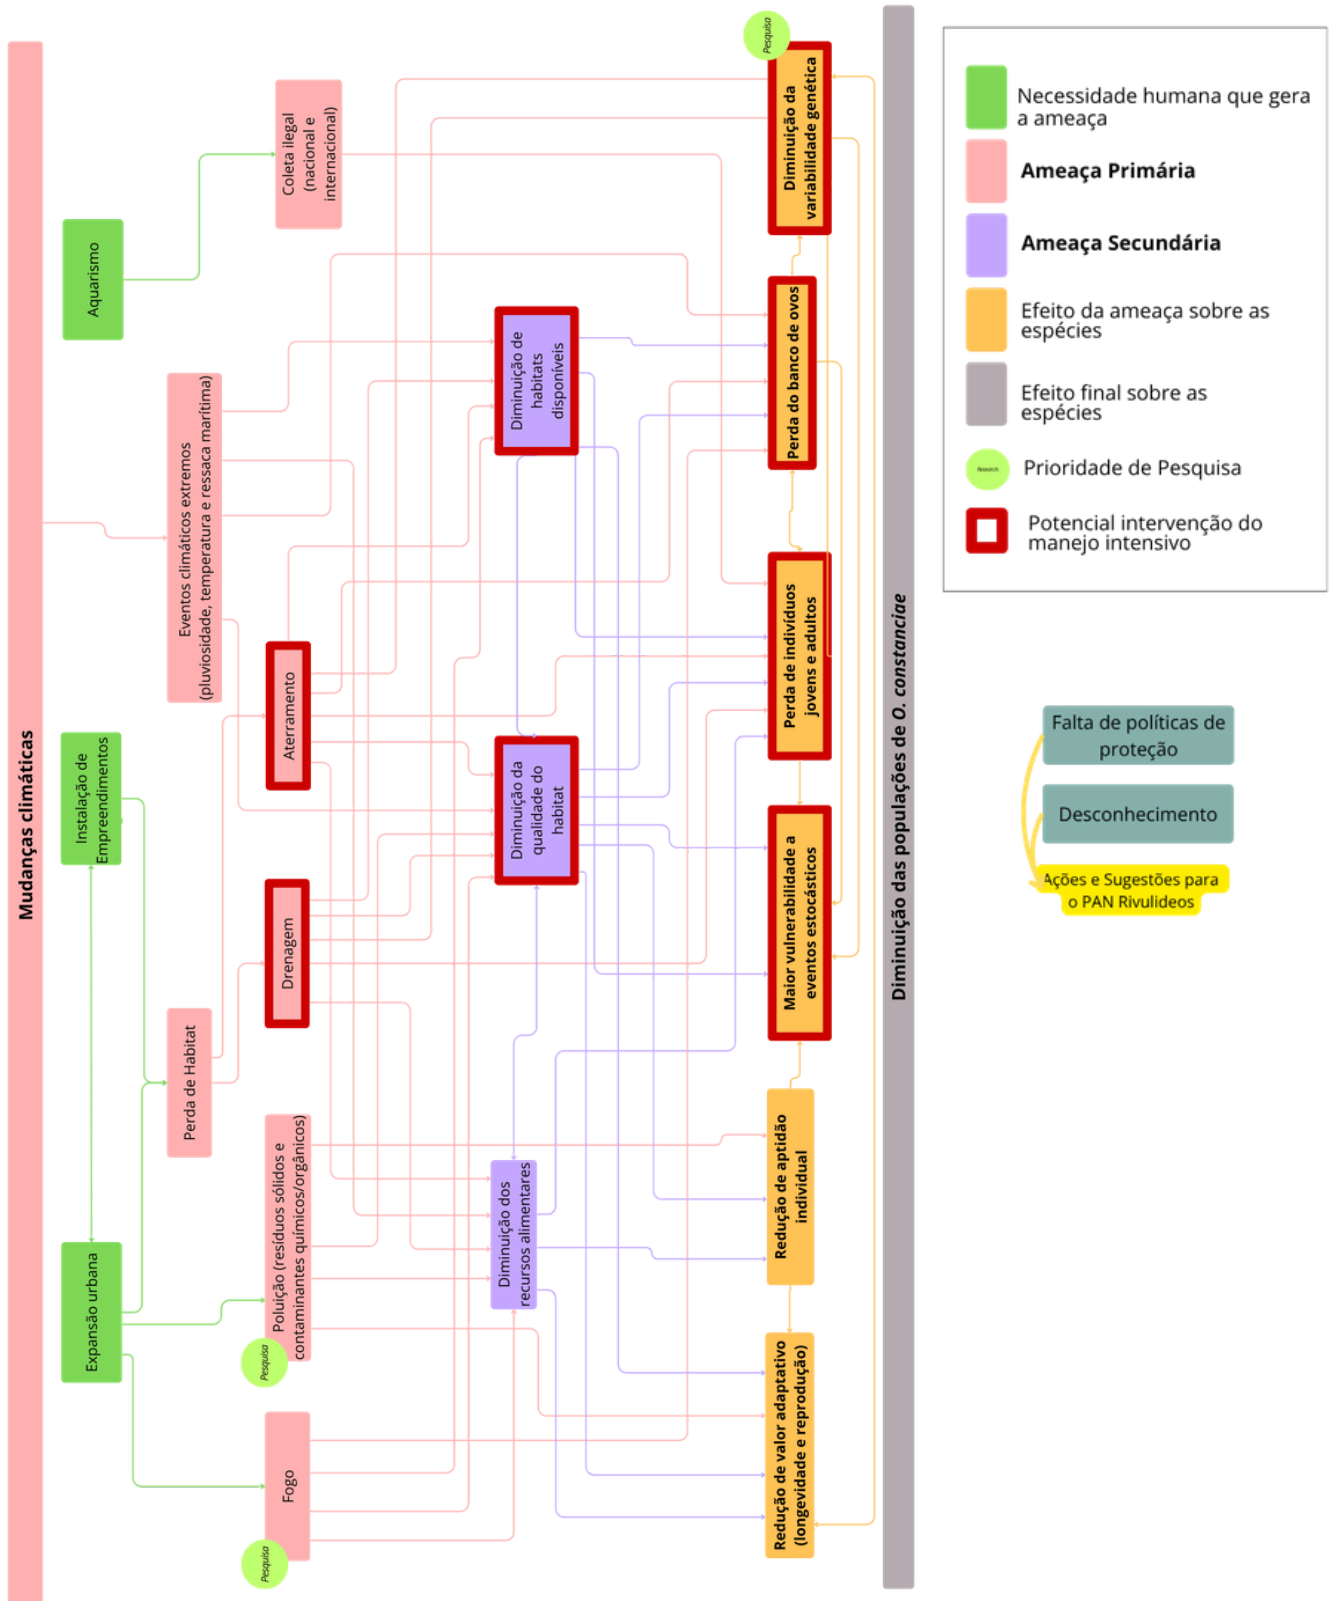 Mudanças climáticas
Expansão urbana
Instalação de
Empreendimentos
Aquarismo
Perda de Habitat
Eventos climáticos extremos
(pluviosidade, temperatura e ressaca marítima)
Pesquisa
Fogo
Pesquisa
Poluição (resíduos sólidos e
contaminantes químicos/orgânicos)
Drenagem
Aterramento
Coleta ilegal
(nacional e
internacional)
Diminuição dos
recursos alimentares
Diminuição da
qualidade do
habitat
Diminuição de
habitats
disponíveis
Redução de valor adaptativo
(longevidade e reprodução)
Redução de aptidão
individual
Maior vulnerabilidade a
eventos estocásticos
Perda de indivíduos
jovens e adultos
Perda do banco de ovos
Diminuição da
variabilidade genética
Pesquisa
Diminuição das populações de O. constanciae
Necessidade humana que gera
a ameaça
Ameaça Primária
Ameaça Secundária
Efeito da ameaça sobre as
espécies
Efeito final sobre as
espécies
Research
Prioridade de Pesquisa
Potencial intervenção do
manejo intensivo
Falta de políticas de
proteção
Desconhecimento
Ações e Sugestões para
o PAN Rivulideos